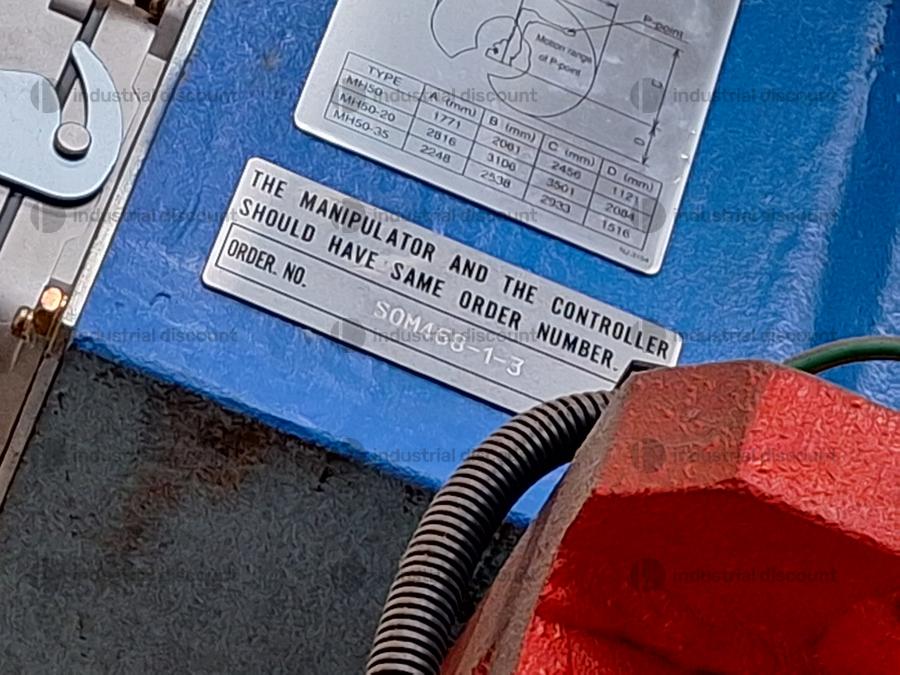 P-point
Motion range
of P-point
C
D
TYPE A (mm) B (mm) C (mm) D (mm)
MH50 1771 2061 2456 1121
MH50-20 2816 3106 3501 2084
MH50-35 2248 2538 2933 1516
THE MANIPULATOR AND THE CONTROLLER
SHOULD HAVE SAME ORDER NUMBER.
ORDER. NO.
industrial discount